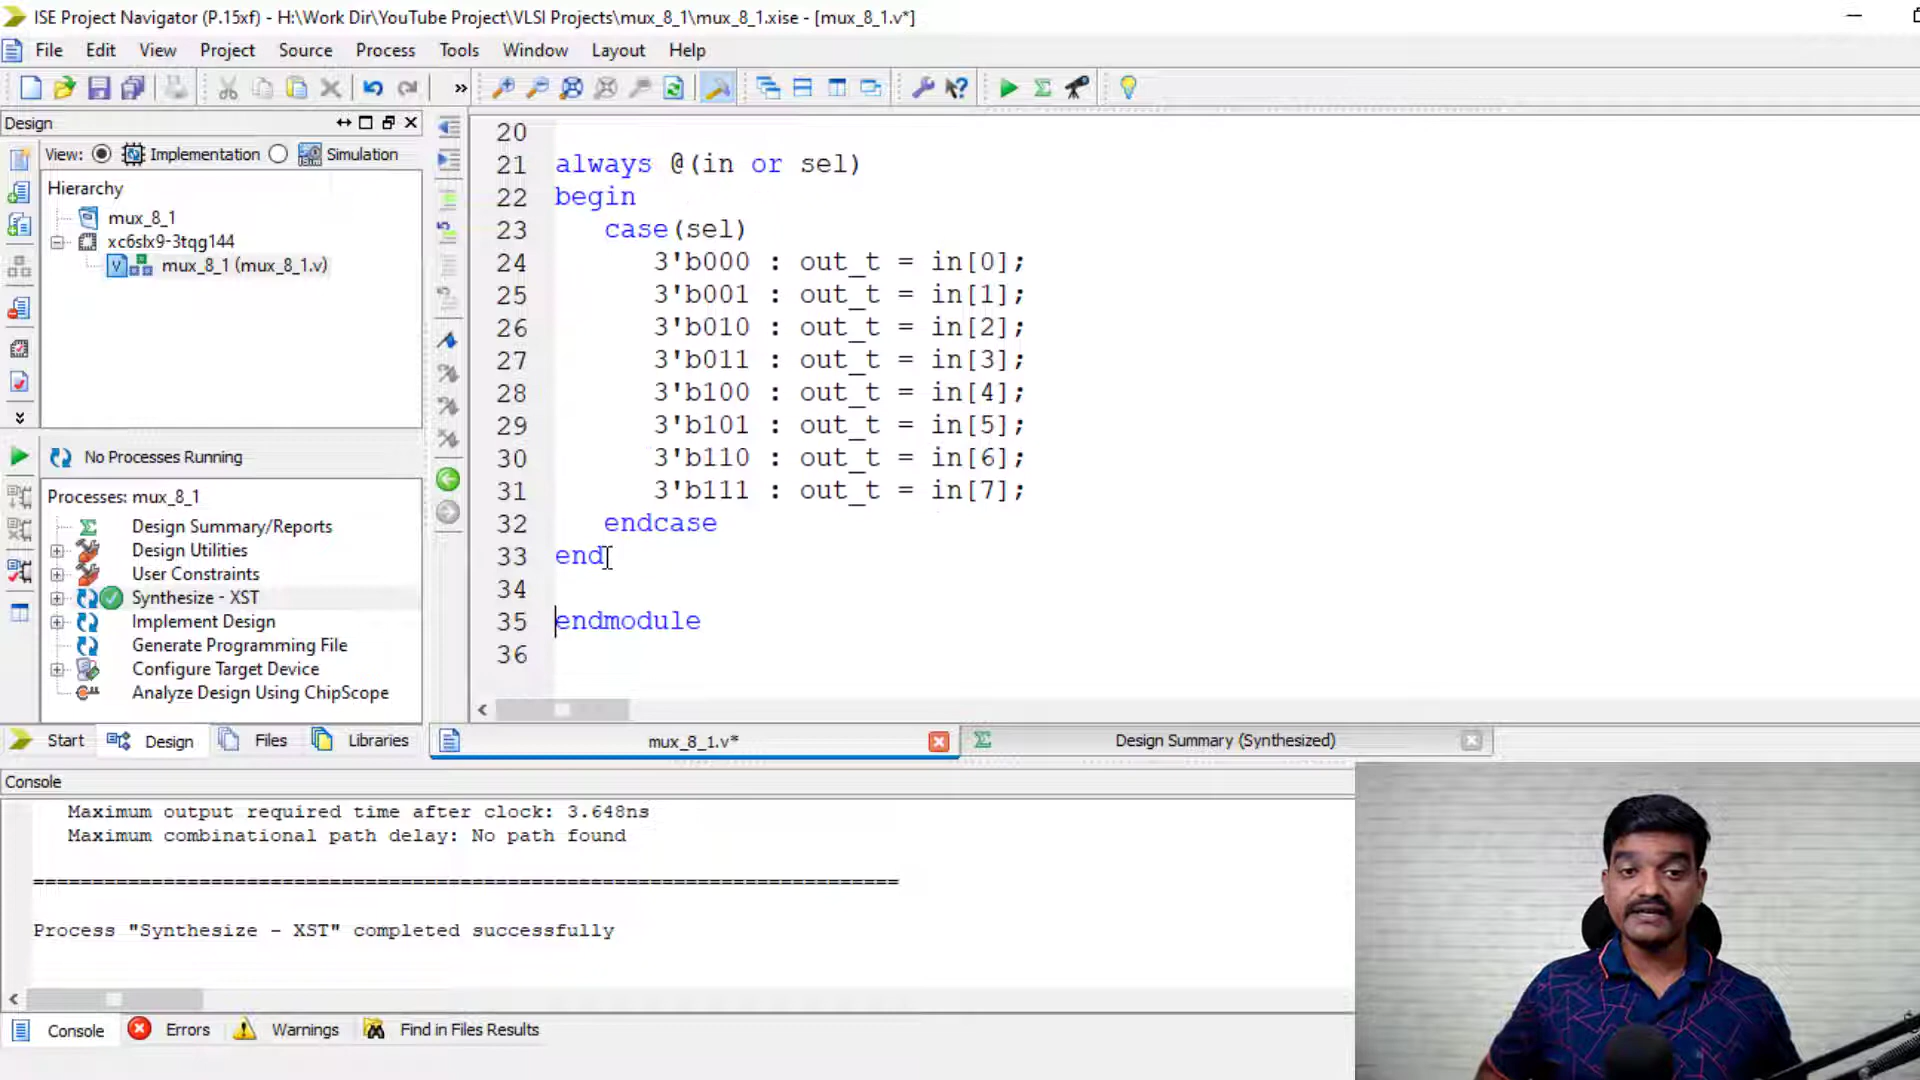 ISE Project Navigator (P.15xf) - H:\Work Dir\YouTube Project\VLSI Projects\mux_8_1\mux_8_1.xise - [mux_8_1.v*]
File Edit View Project Source Process Tools Window Layout Help
Design
View: Implementation Simulation
Hierarchy
mux_8_1
xc6slx9-3tqg144
mux_8_1 (mux_8_1.v)
No Processes Running
Processes: mux_8_1
Design Summary/Reports
Design Utilities
User Constraints
Synthesize - XST
Implement Design
Generate Programming File
Configure Target Device
Analyze Design Using ChipScope
Start Design Files Libraries
20
21 always @(in or sel)
22 begin
23 case(sel)
24 3'b000 : out_t = in[0];
25 3'b001 : out_t = in[1];
26 3'b010 : out_t = in[2];
27 3'b011 : out_t = in[3];
28 3'b100 : out_t = in[4];
29 3'b101 : out_t = in[5];
30 3'b110 : out_t = in[6];
31 3'b111 : out_t = in[7];
32 endcase
33 end
34
35 endmodule
36
mux_8_1.v* Design Summary (Synthesized)
Console
Maximum output required time after clock: 3.648ns
Maximum combinational path delay: No path found
=========================================================================
Process "Synthesize - XST" completed successfully
Console Errors Warnings Find in Files Results